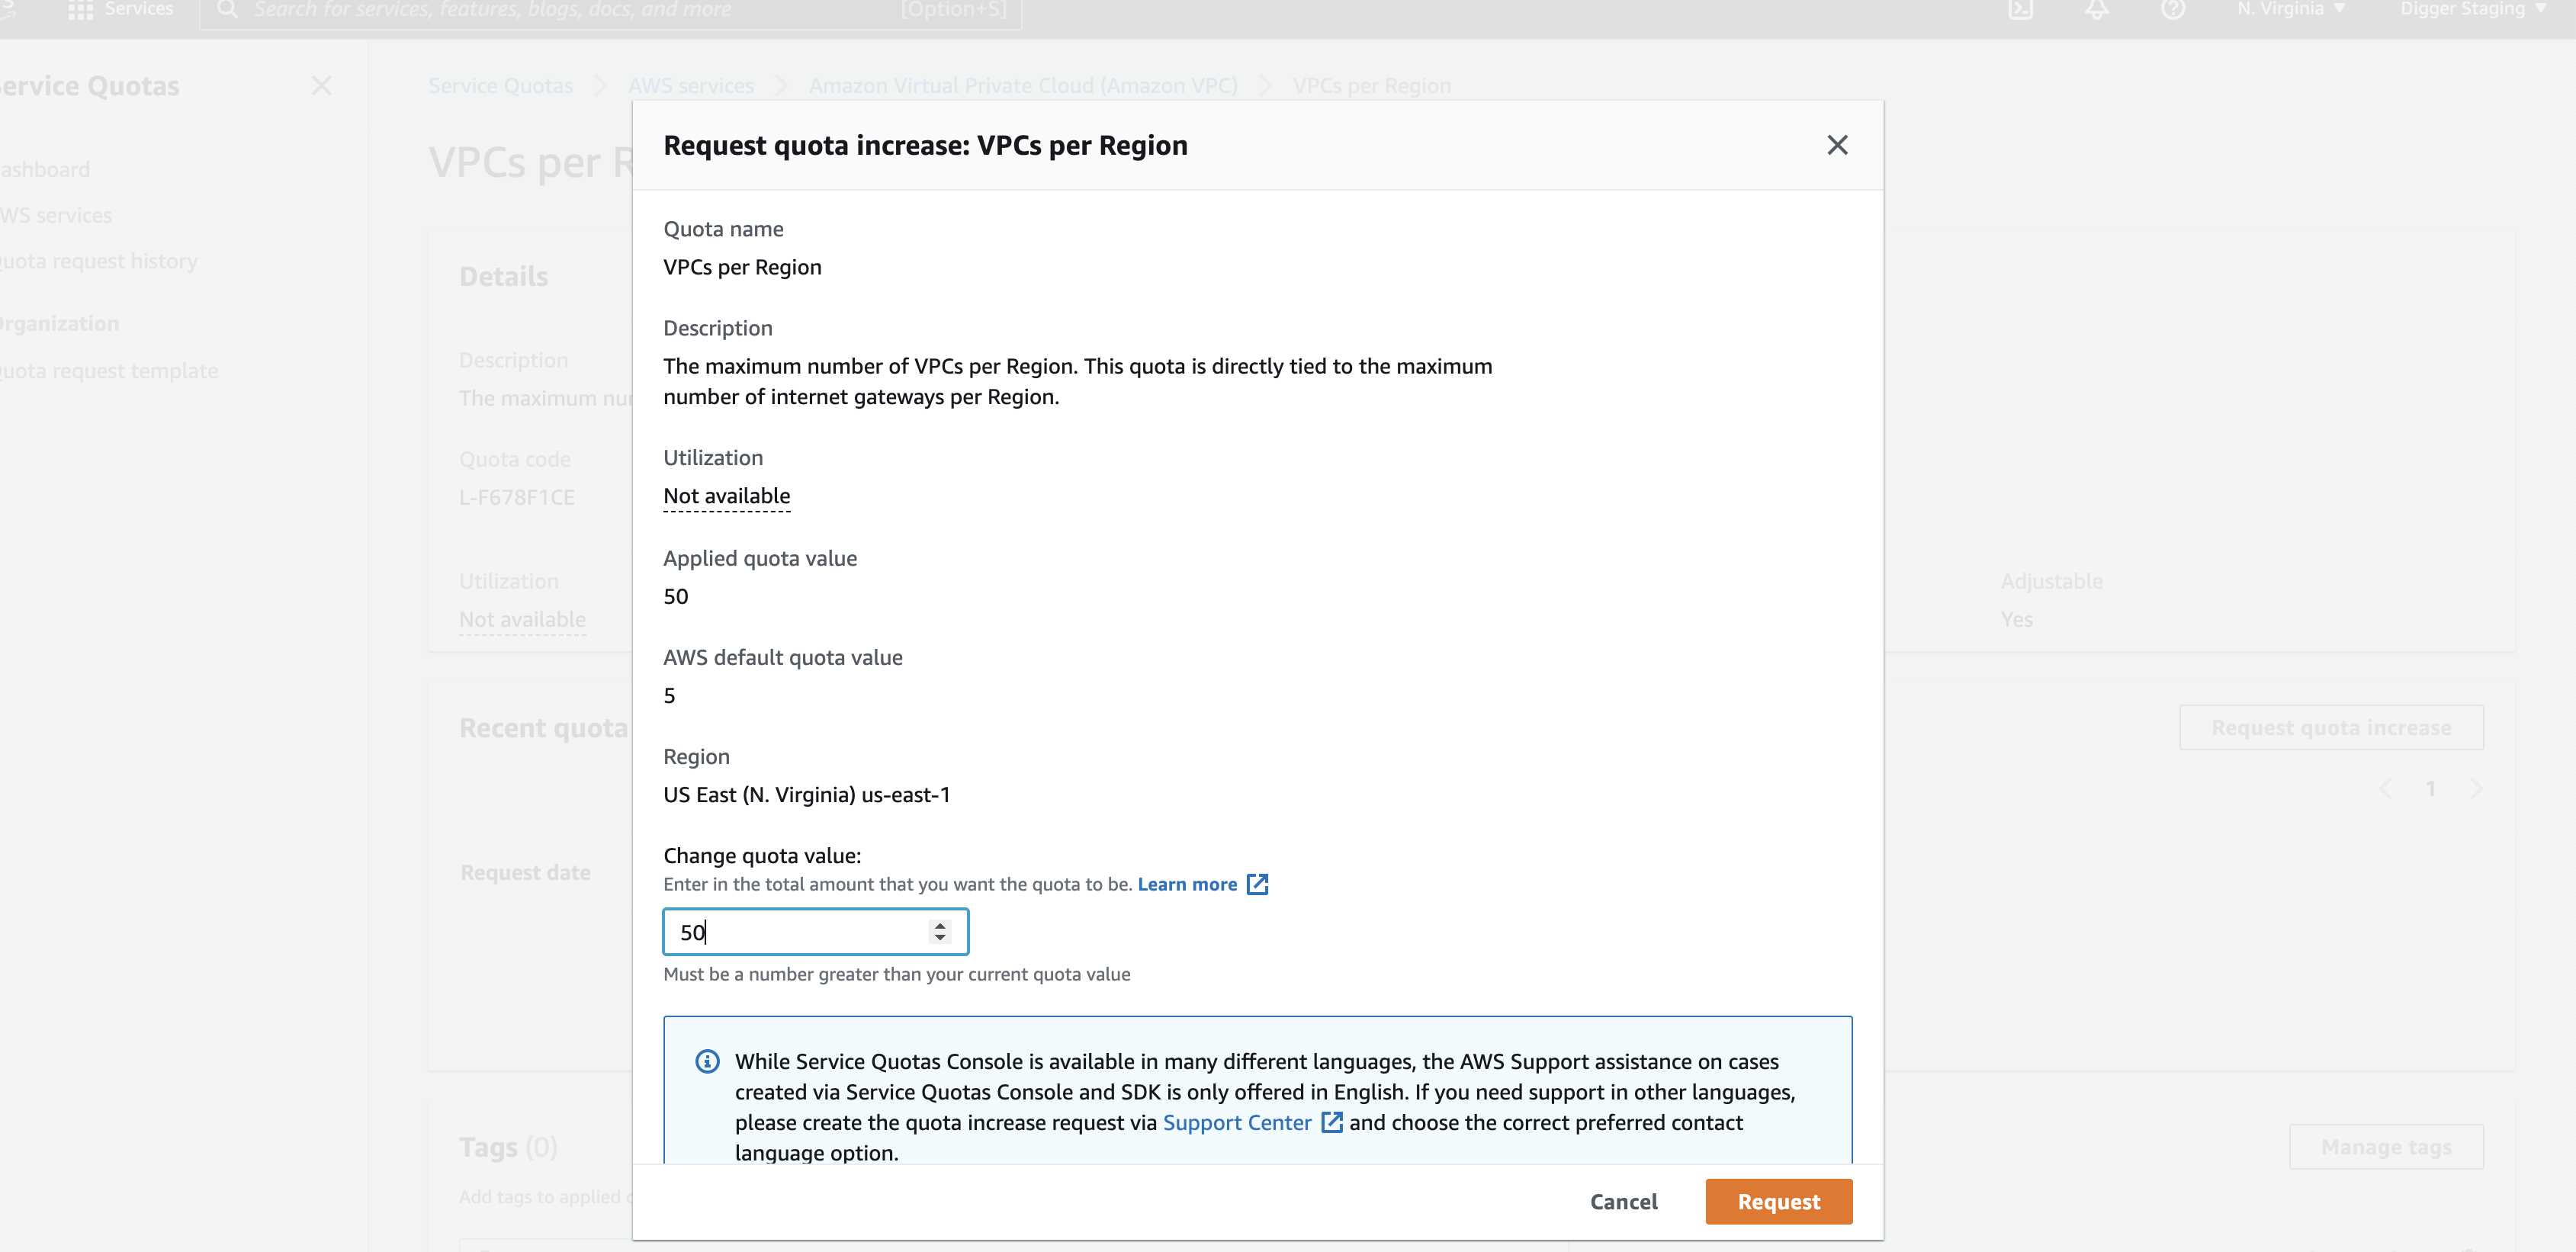 Services
Search for services, features, blogs, docs, and more
[Option+S]
N. Virginia
Digger Staging
ervice Quotas
Service Quotas
AWS services
Amazon Virtual Private Cloud (Amazon VPC)
VPCs per Region
ashboard
WS services
uota request history
rganization
uota request template
VPCs per R
Details
Description
The maximum nu
Quota code
L-F678F1CE
Utilization
Not available
Adjustable
Yes
Recent quota
Request quota increase
1
Request date
Tags (0)
Manage tags
Add tags to applied
Request quota increase: VPCs per Region
Quota name
VPCs per Region
Description
The maximum number of VPCs per Region. This quota is directly tied to the maximum
number of internet gateways per Region.
Utilization
Not available
Applied quota value
50
AWS default quota value
5
Region
US East (N. Virginia) us-east-1
Change quota value:
Enter in the total amount that you want the quota to be. Learn more
50
Must be a number greater than your current quota value
While Service Quotas Console is available in many different languages, the AWS Support assistance on cases
created via Service Quotas Console and SDK is only offered in English. If you need support in other languages,
please create the quota increase request via Support Center and choose the correct preferred contact
language option.
Cancel
Request